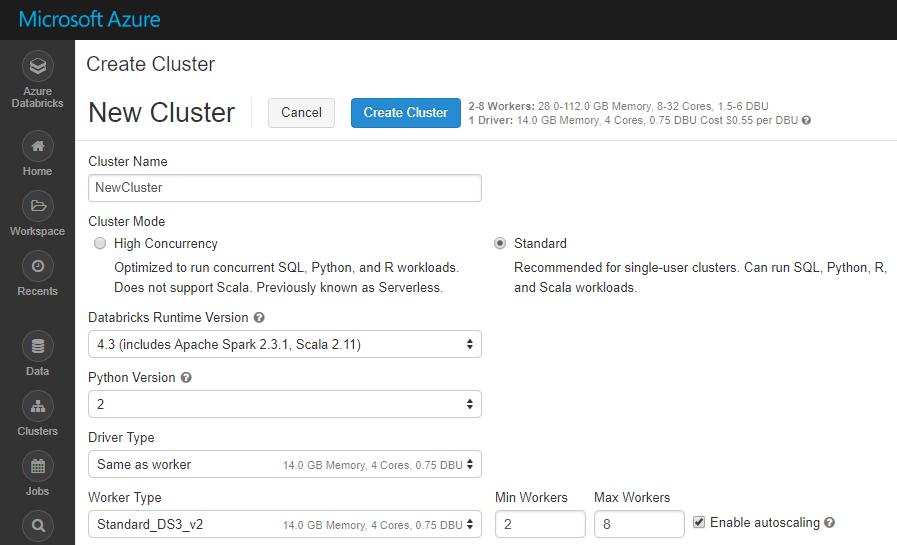 Microsoft Azure
Azure
Databricks
Home
Workspace
Recents
Data
Clusters
Jobs
Create Cluster
New Cluster
Cancel
Create Cluster
2-8 Workers: 28.0-112.0 GB Memory, 8-32 Cores, 1.5-6 DBU
1 Driver: 14.0 GB Memory, 4 Cores, 0.75 DBU Cost $0.55 per DBU ?
Cluster Name
NewCluster
Cluster Mode
High Concurrency
Optimized to run concurrent SQL, Python, and R workloads.
Does not support Scala. Previously known as Serverless.
Standard
Recommended for single-user clusters. Can run SQL, Python, R,
and Scala workloads.
Databricks Runtime Version ?
4.3 (includes Apache Spark 2.3.1, Scala 2.11)
Python Version ?
2
Driver Type
Same as worker 14.0 GB Memory, 4 Cores, 0.75 DBU
Worker Type Min Workers Max Workers
Standard_DS3_v2 14.0 GB Memory, 4 Cores, 0.75 DBU 2 8 Enable autoscaling ?